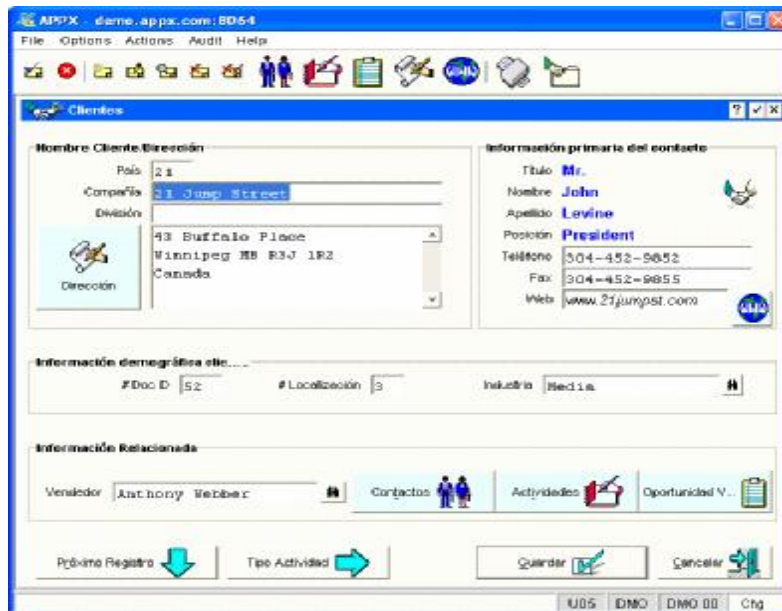 APPX - demo.appx.com:8064
File Options Actions Audit Help
Clientes
Nombre Cliente/Dirección
País 21
Compañía 21 Jump Street
División
43 Buffalo Place
Winnipeg MB R3J 1R2
Canada
Dirección
Información primaria del contacto
Título Mr.
Nombre John
Apellido Levine
Posición President
Teléfono 304-452-9852
Fax 304-452-9855
Web www.21jumpst.com
Información demográfica clie.....
# Doc D 52
# Localización 3
Industria Media
Información Relacionada
Vendedor Anthony Webber
Contactos
Actividades
Oportunidad V...
Próximo Registro
Tipo Actividad
Guardar
Cancelar
U05 DMO DMO 00 Chg